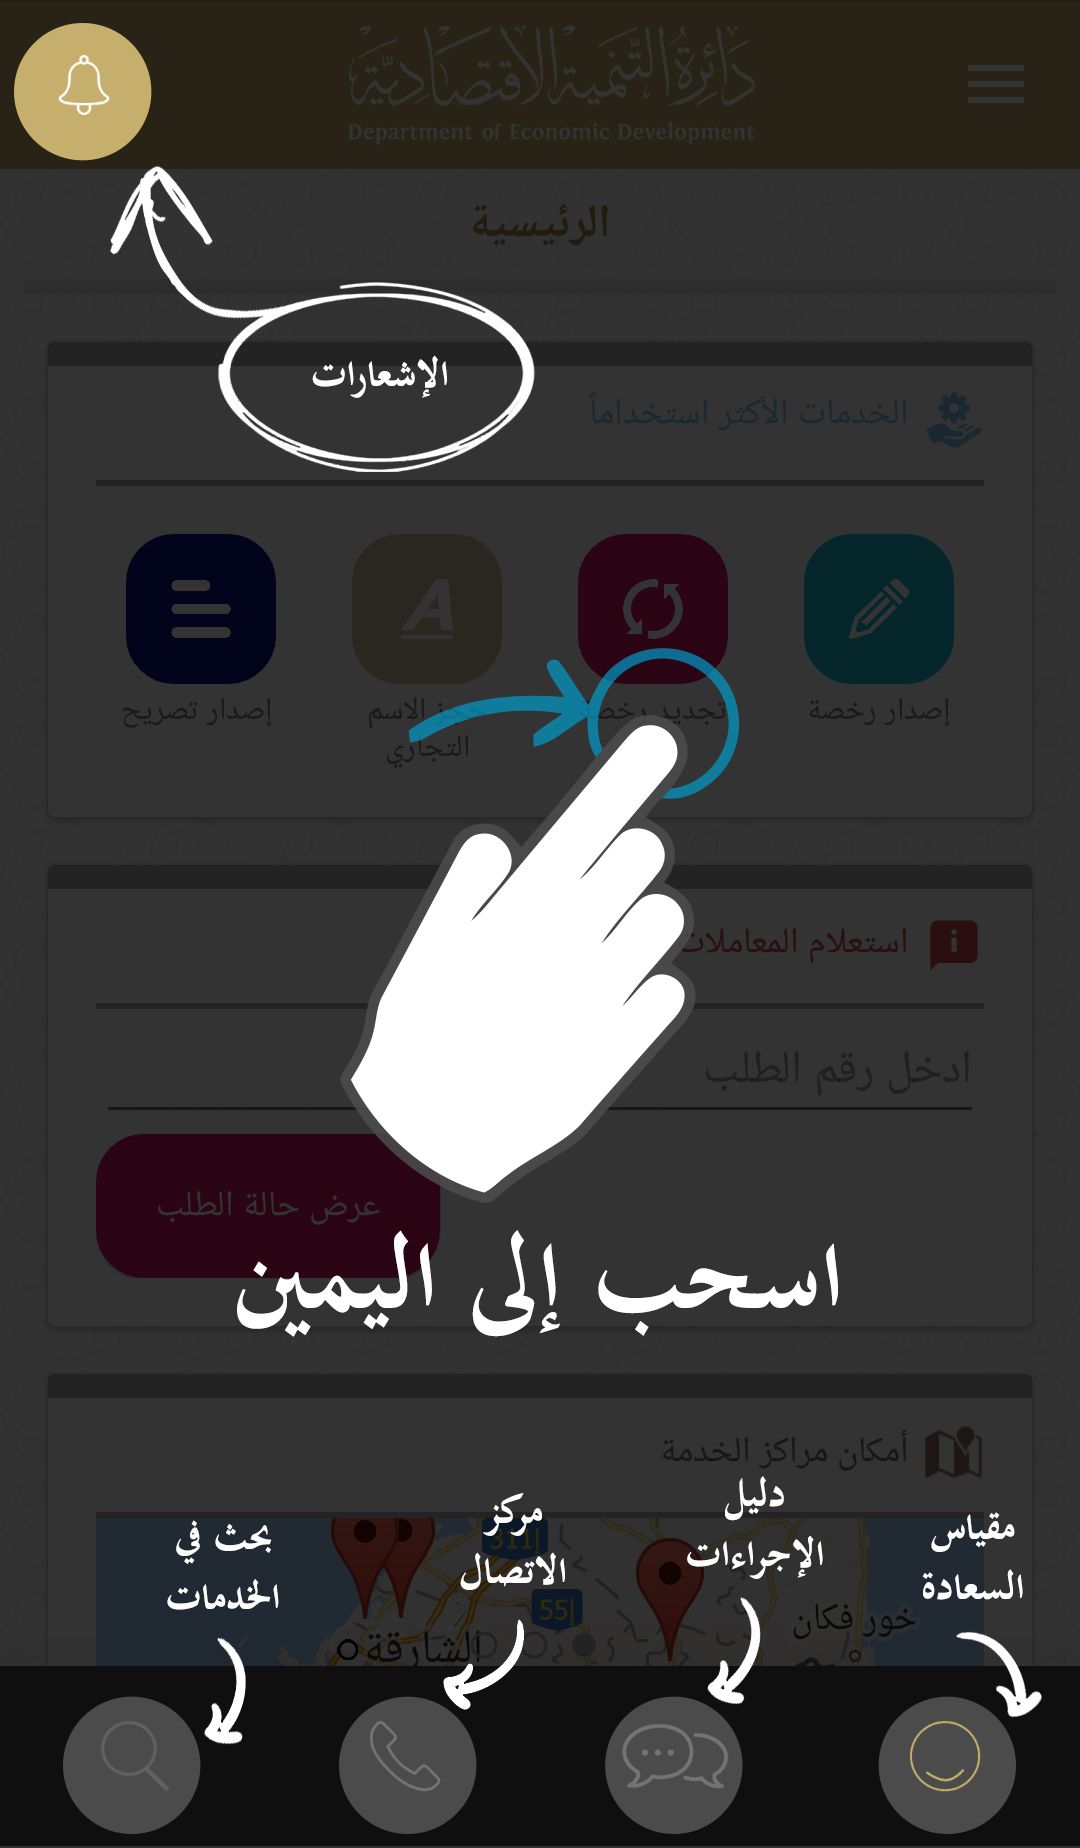 دائرة التنمية الاقتصادية
Department of Economic Development
الرئيسية
الإشعارات
الخدمات الأكثر استخداماً
إصدار رخصة
تجديد رخصة
حجز الاسم
التجاري
إصدار تصريح
استعلام المعاملات
ادخل رقم الطلب
عرض حالة الطلب
اسحب إلى اليمين
أمكان مراكز الخدمة
مقياس
السعادة
دليل
الإجراءات
مركز
الاتصال
بحث في
الخدمات
إ311
إ55
خور فكان
الشارقة